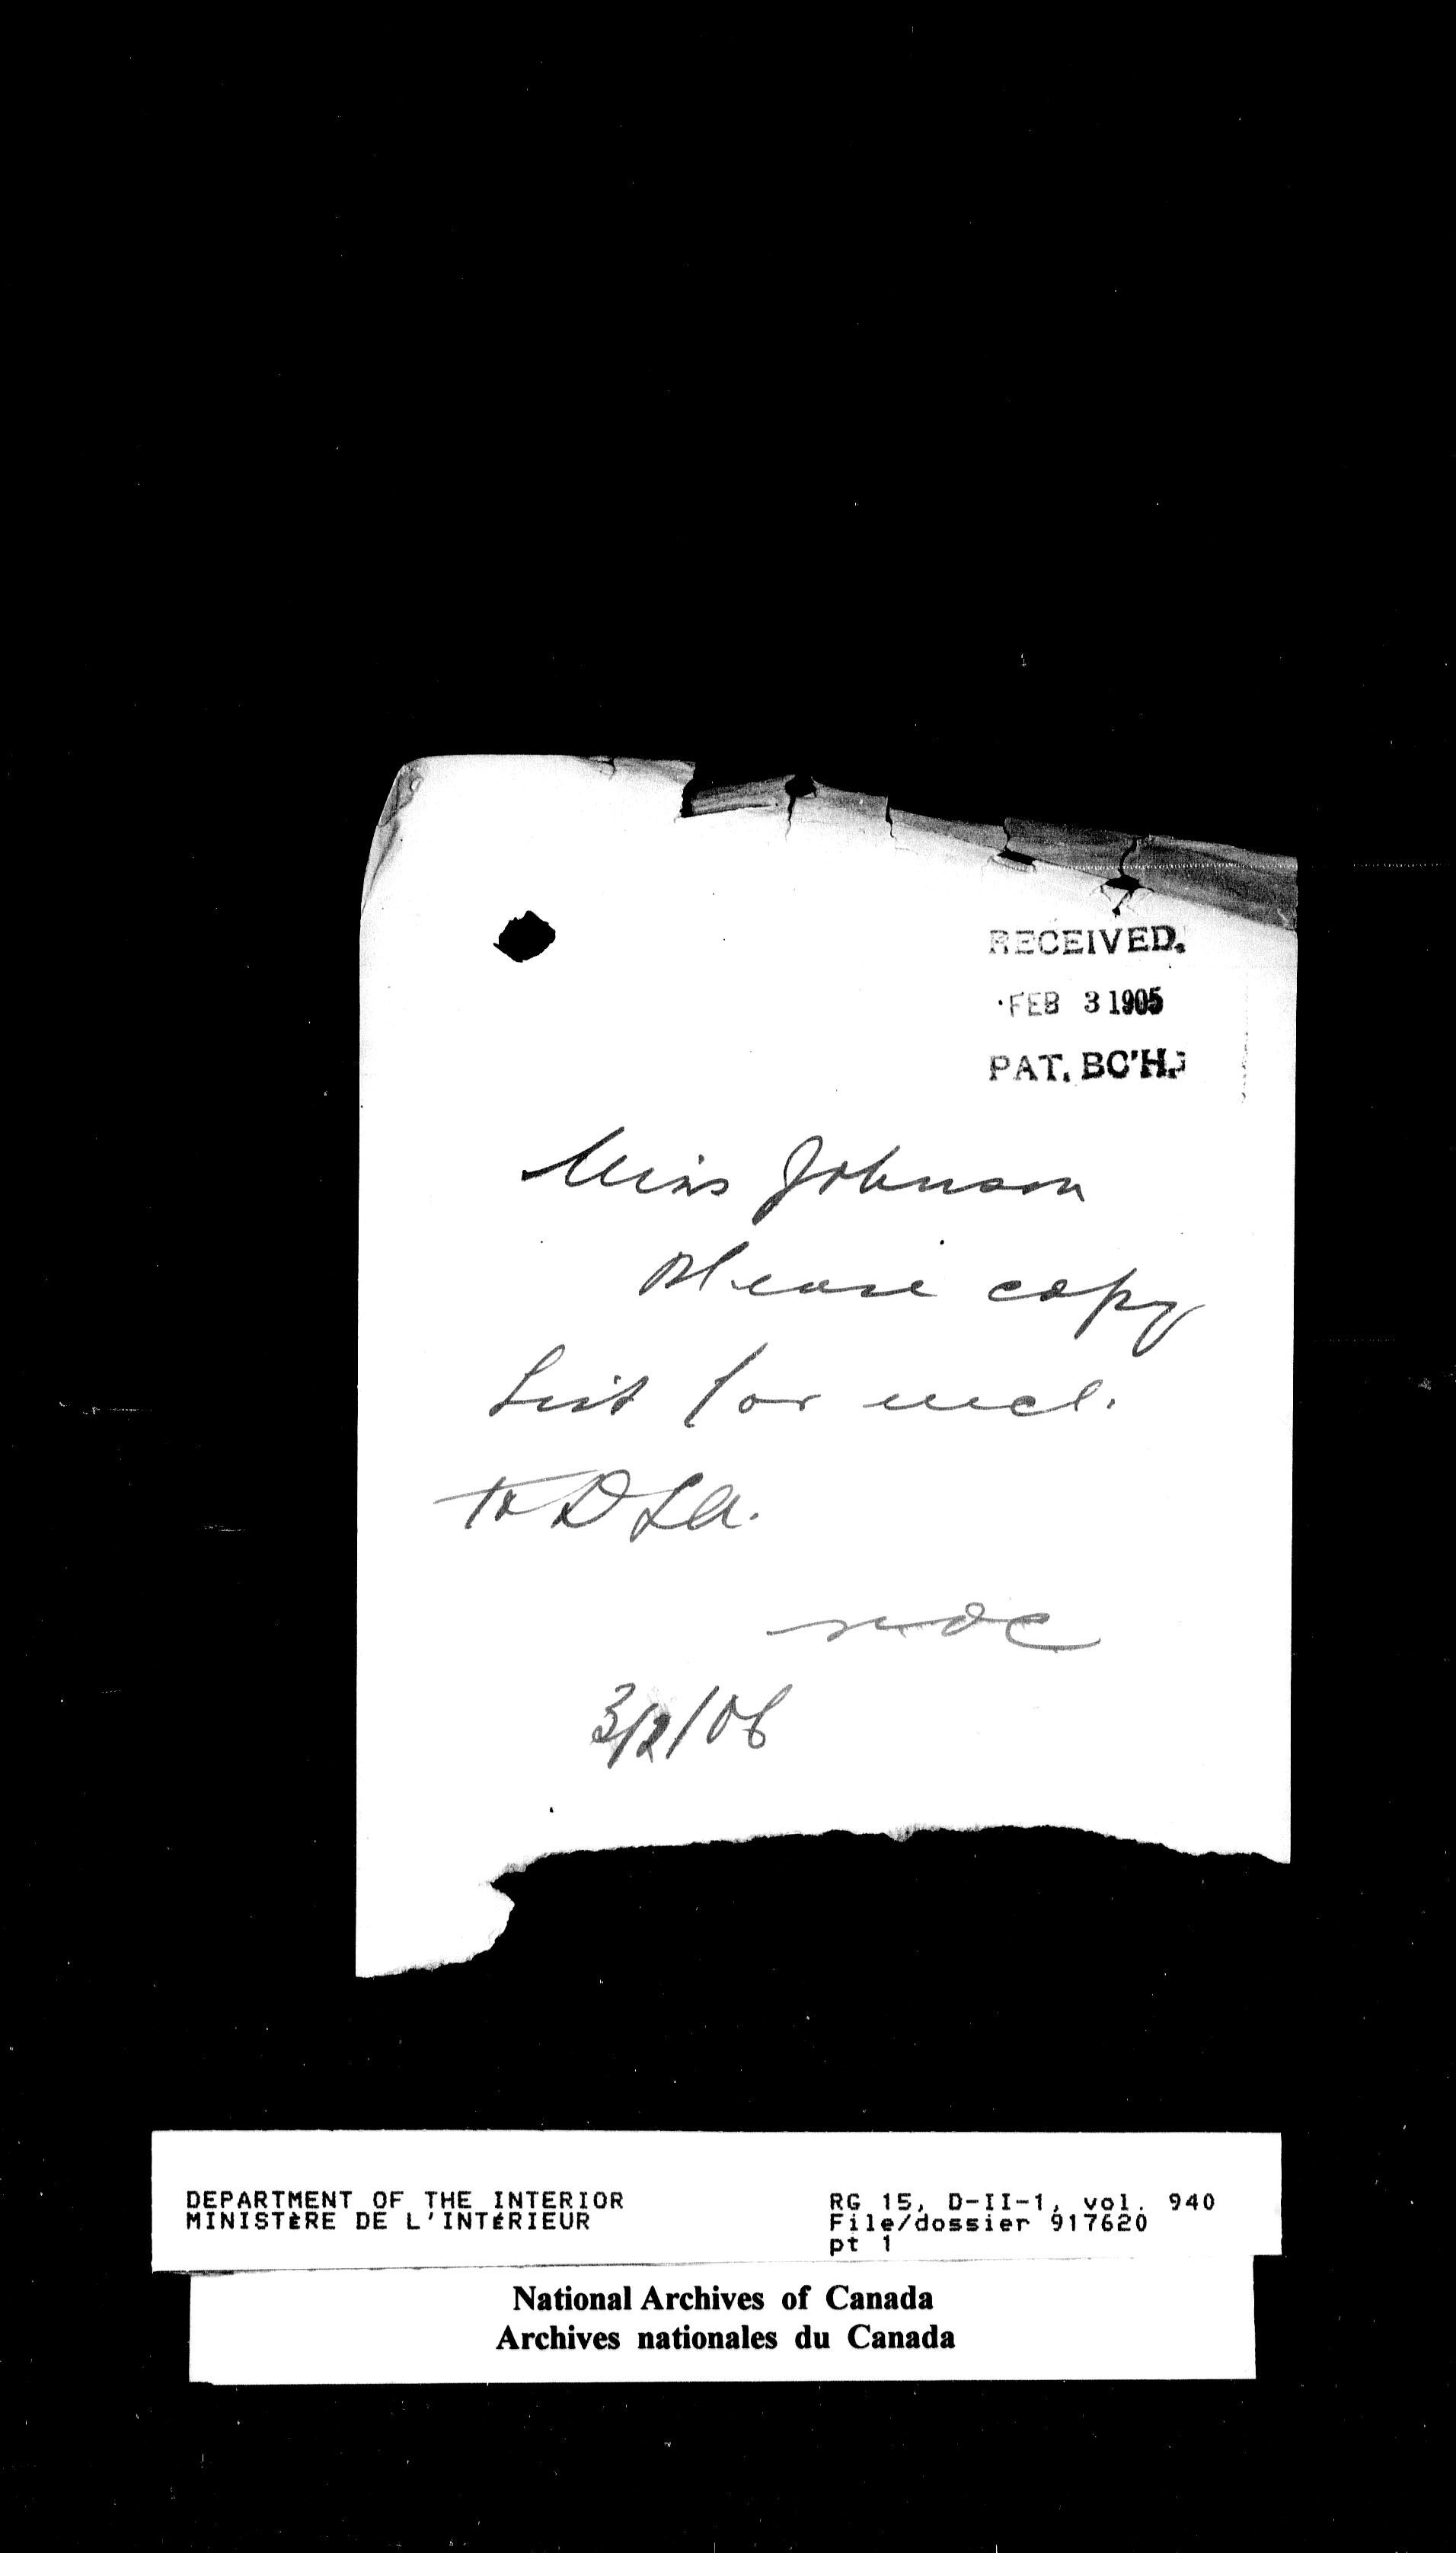 RECEIVED.
FEB 3 1905
PAT. BC'H.
Miss Johnson
Please copy
list for encl.
to D L A.
NOC
3/2/06
DEPARTMENT OF THE INTERIOR
MINISTÈRE DE L'INTÉRIEUR
RG 15, D-II-1, vol. 940
File/dossier 917620
pt 1
National Archives of Canada
Archives nationales du Canada